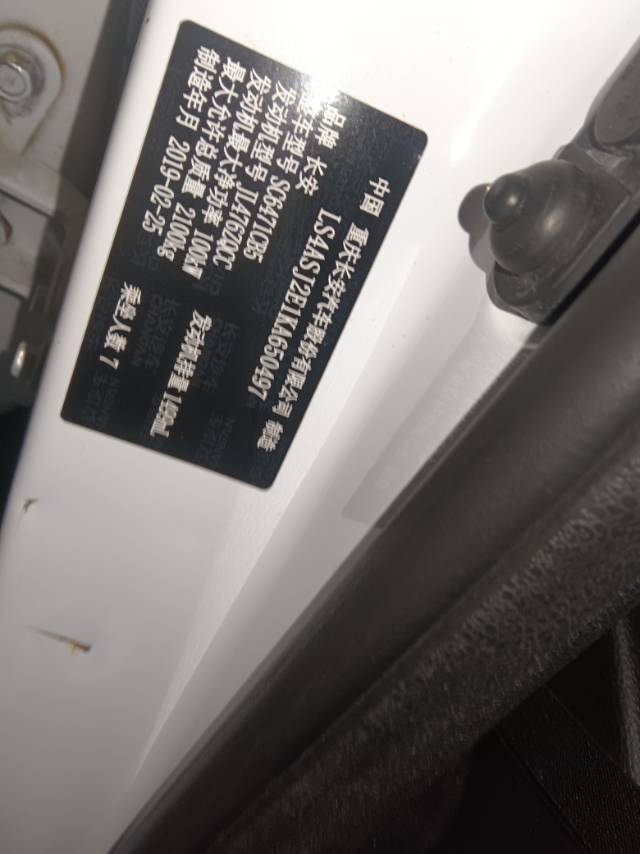 中国 重庆长安汽车股份有限公司 制造
LS4ASJ2E1KA650497
品牌 长安
整车型号 SC6471CB5
发动机型号 JL476ZQCC
发动机最大净功率 100kW 发动机排量 1499mL
最大允许总质量 2100kg
制造年月 2019-02-25 乘坐人数 7